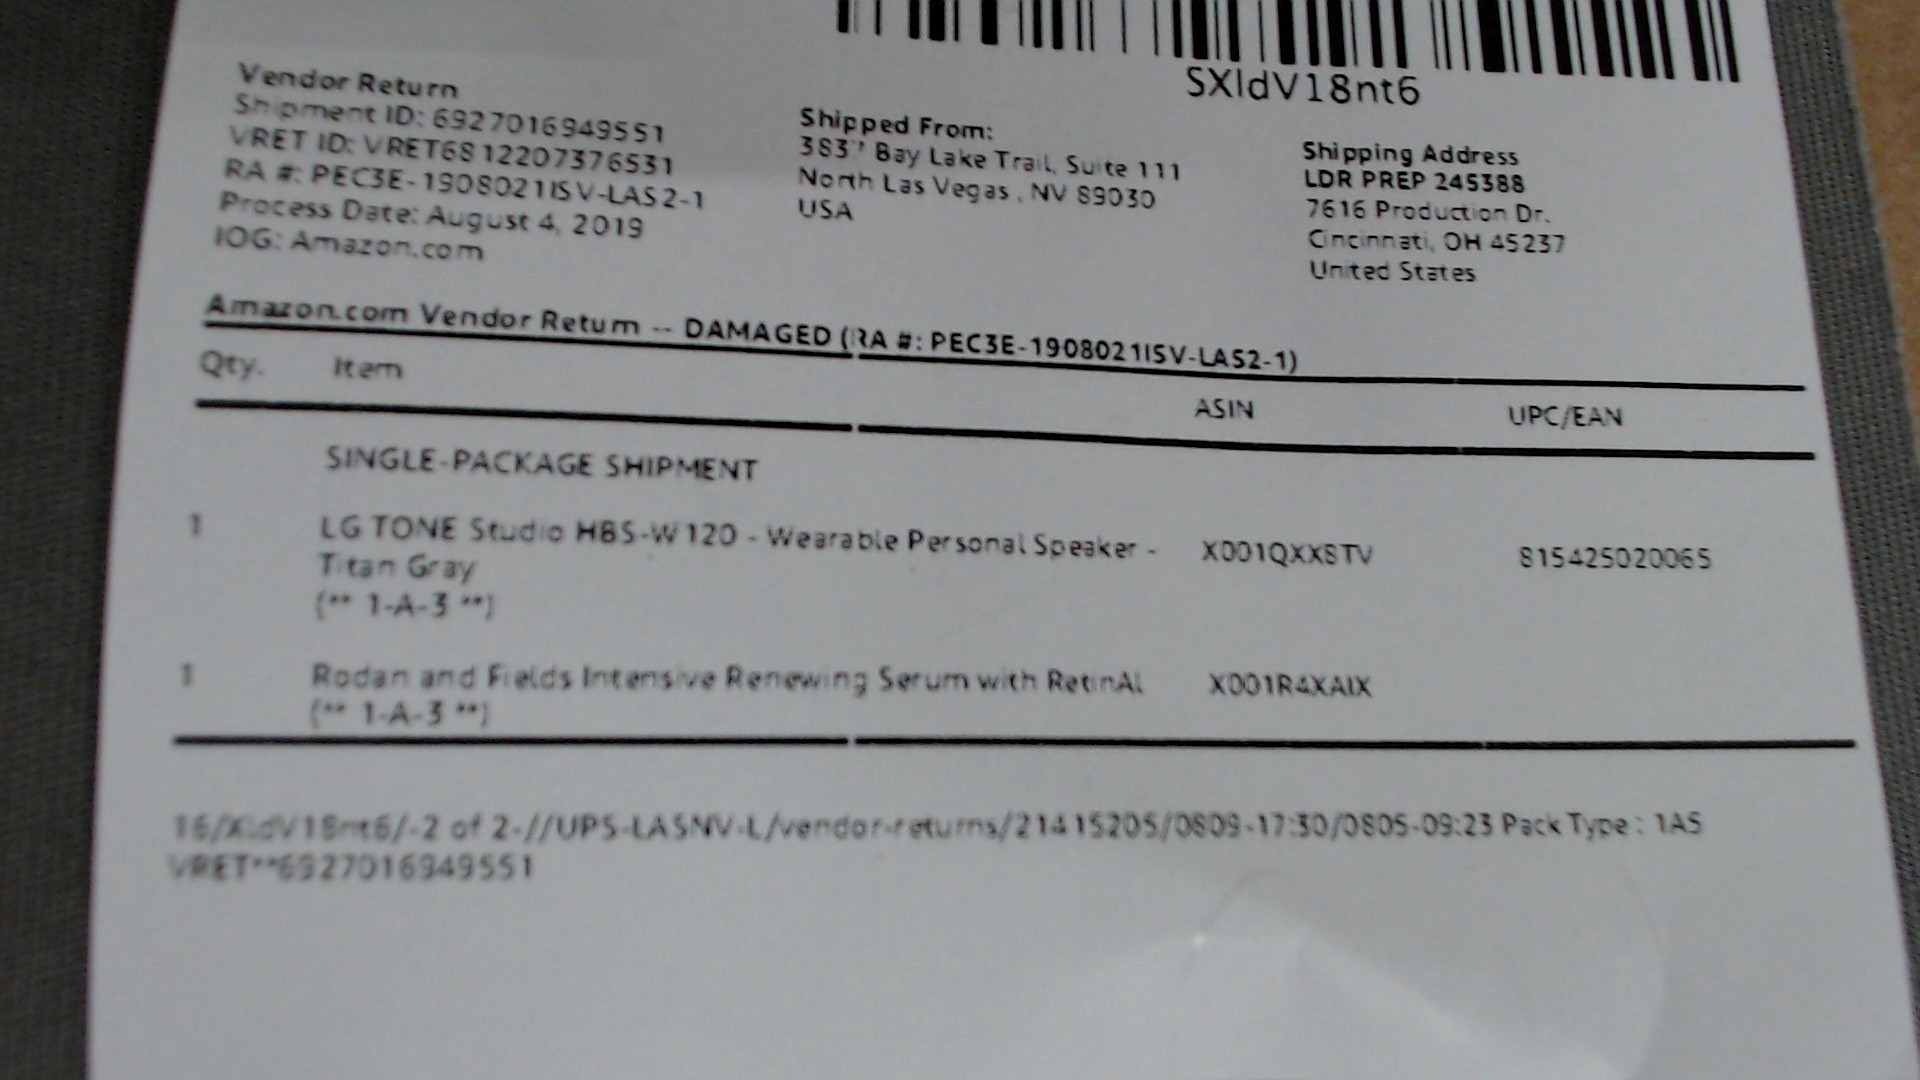 SXldV18nt6
Vendor Return
Shipment ID: 6927016949551
VRET ID: VRET6812207376531
RA #: PEC3E-1908021ISV-LAS2-1
Process Date: August 4, 2019
IOG: Amazon.com
Shipped From:
Bay Lake Trail, Suite 111
North Las Vegas, NV 89030
USA
Shipping Address
LDR PREP 245388
7616 Production Dr.
Cincinnati, OH 45237
United States
Amazon.com Vendor Return -- DAMAGED (RA #: PEC3E-1908021ISV-LAS2-1)
Qty. Item ASIN UPC/EAN
SINGLE-PACKAGE SHIPMENT
1 LG TONE Studio HBS-W120 - Wearable Personal Speaker - X001QXX8TV 815425020065
Titan Gray
(** 1-A-3 **)
1 Rodan and Fields Intensive Renewing Serum with RetinAl X001R4XAIX
(** 1-A-3 **)
16/XldV18nt6/-2 of 2-//UPS-LASNV-L/vendor-returns/21415205/0809-17:30/0805-09:23 Pack Type : 1A5
VRET**6927016949551